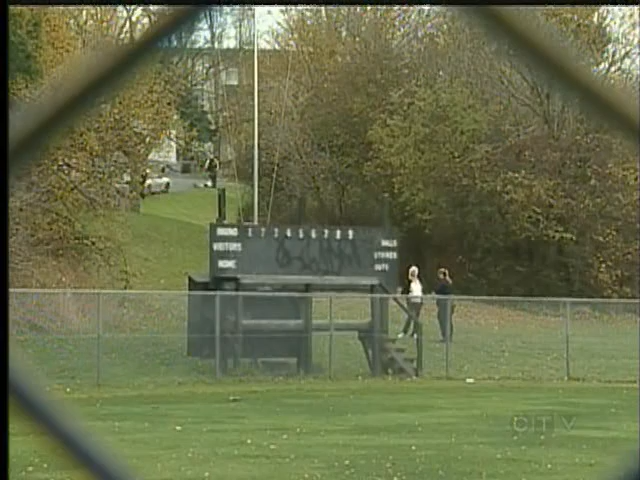 INNING 1 2 3 4 5 6 7 8 9
VISITORS
BALLS
STRIKES
HOME
OUTS
CTV